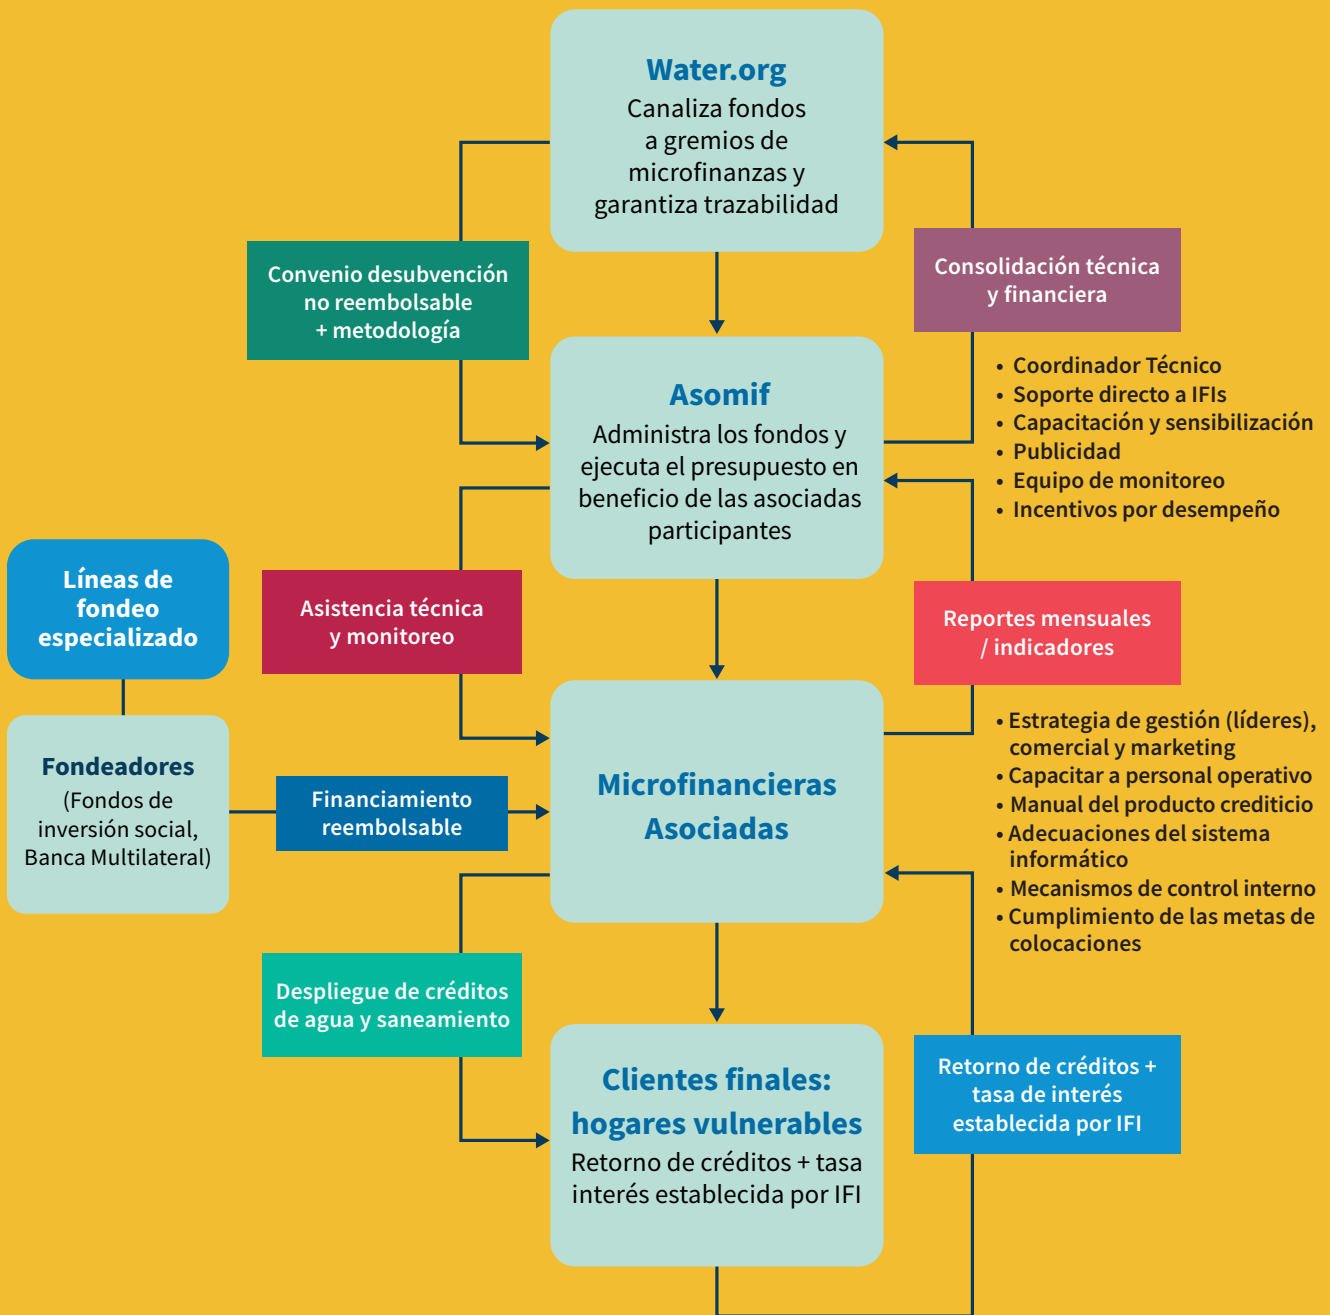 Water.org
Canaliza fondos
a gremios de
microfinanzas y
garantiza trazabilidad
Convenio desubvención
no reembolsable
+ metodología
Consolidación técnica
y financiera
Asomif
Administra los fondos y
ejecuta el presupuesto en
beneficio de las asociadas
participantes
• Coordinador Técnico
• Soporte directo a IFIs
• Capacitación y sensibilización
• Publicidad
• Equipo de monitoreo
• Incentivos por desempeño
Líneas de
fondeo
especializado
Asistencia técnica
y monitoreo
Reportes mensuales
/ indicadores
Fondeadores
(Fondos de
inversión social,
Banca Multilateral)
Financiamiento
reembolsable
Microfinancieras
Asociadas
• Estrategia de gestión (líderes),
comercial y marketing
• Capacitar a personal operativo
• Manual del producto crediticio
• Adecuaciones del sistema
informático
• Mecanismos de control interno
• Cumplimiento de las metas de
colocaciones
Despliegue de créditos
de agua y saneamiento
Clientes finales:
hogares vulnerables
Retorno de créditos + tasa
interés establecida por IFI
Retorno de créditos +
tasa de interés
establecida por IFI